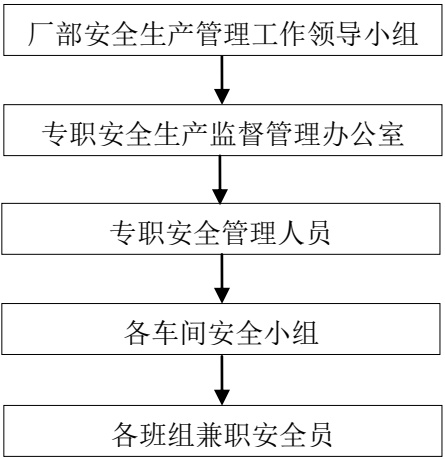 厂部安全生产管理工作领导小组
专职安全生产监督管理办公室
专职安全管理人员
各车间安全小组
各班组兼职安全员